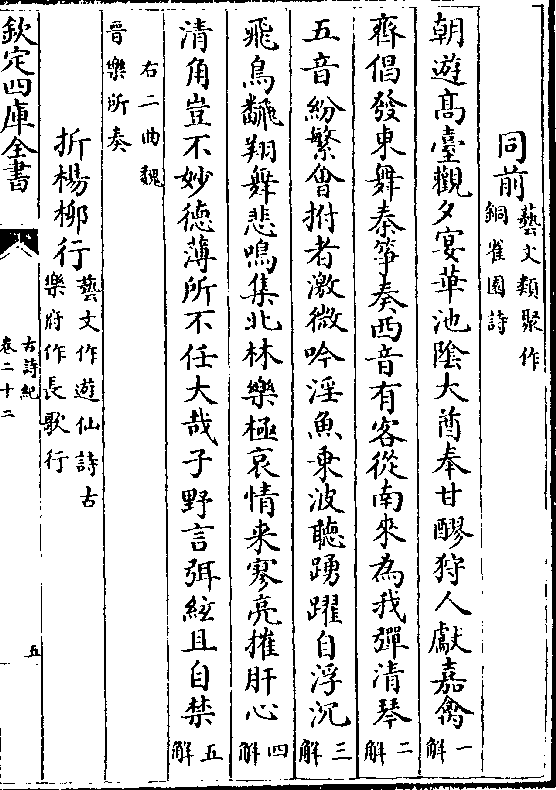 同前藝文類聚作
銅雀園詩
朝遊髙臺觀夕宴華池隂大酋奉甘醪狩人獻嘉禽一解
齊倡發東舞秦筝奏西音有客從南來為我彈清琴二解
五音紛繁㑹拊者激微吟淫魚乗波聽踴躍自浮沉三解
飛鳥飜翔舞悲鳴集北林樂極哀情来寥亮摧肝心四解
清角豈不妙德薄所不任大哉子野言弭絃且自禁五解
右二曲魏
晉樂所奏
折楊栁行藝文作遊仙詩古
樂府作長歌行
欽定四庫全書
古詩紀
卷二十二
五